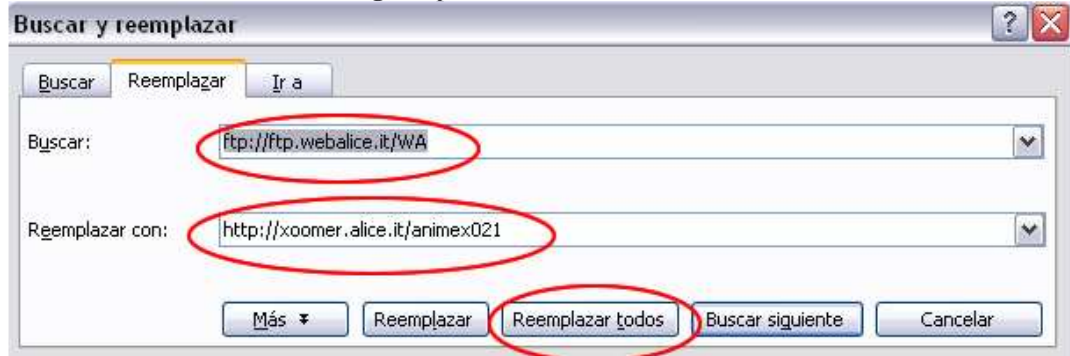 Buscar y reemplazar
Buscar Reemplazar Ir a
Buscar: ftp://ftp.webalice.it/WA
Reemplazar con: http://xoomer.alice.it/animex021
Más Reemplazar Reemplazar todos Buscar siguiente Cancelar